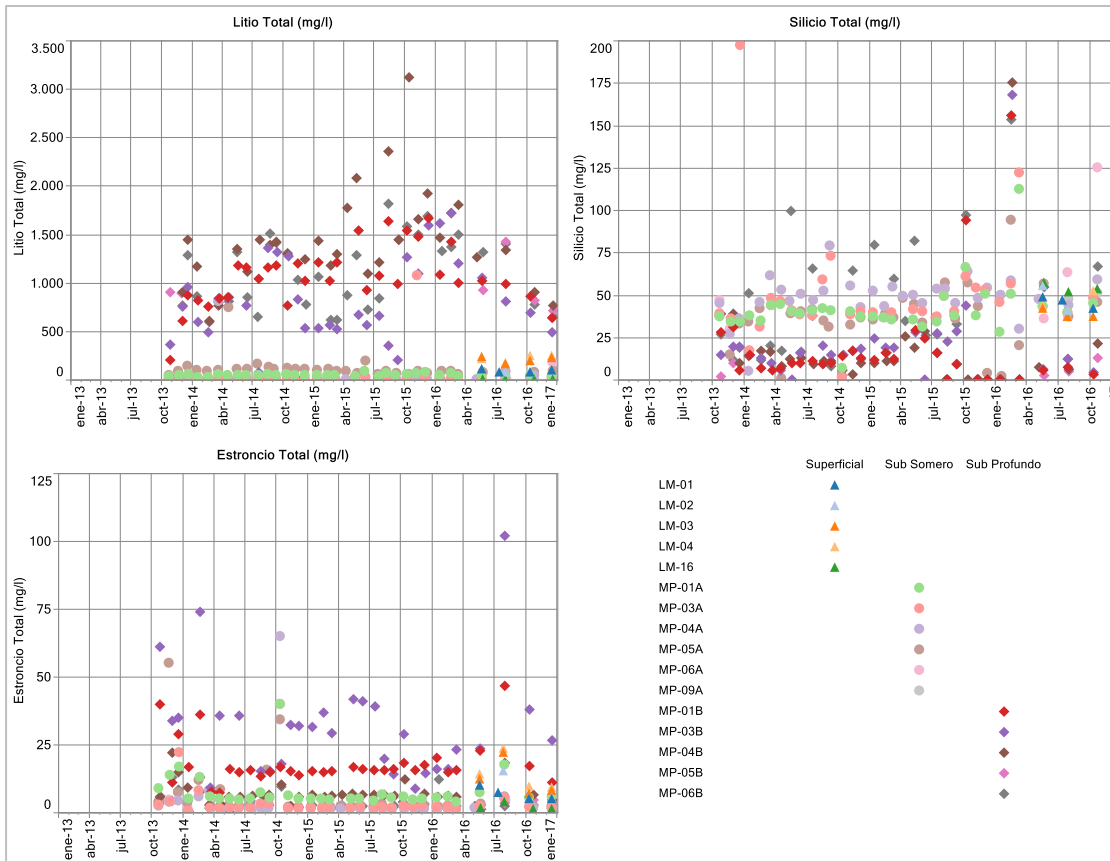 Litio Total (mg/l)
3.500
3.000
2.500
2.000
1.500
1.000
500
0
Litio Total (mg/l)
ene-13
abr-13
jul-13
oct-13
ene-14
abr-14
jul-14
oct-14
ene-15
abr-15
jul-15
oct-15
ene-16
abr-16
jul-16
oct-16
ene-17
Silicio Total (mg/l)
200
175
150
125
100
75
50
25
0
Silicio Total (mg/l)
ene-13
abr-13
jul-13
oct-13
ene-14
abr-14
jul-14
oct-14
ene-15
abr-15
jul-15
oct-15
ene-16
abr-16
jul-16
oct-16
Estroncio Total (mg/l)
125
100
75
50
25
0
Estroncio Total (mg/l)
ene-13
abr-13
jul-13
oct-13
ene-14
abr-14
jul-14
oct-14
ene-15
abr-15
jul-15
oct-15
ene-16
abr-16
jul-16
oct-16
ene-17
Superficial Sub Somero Sub Profundo
LM-01
LM-02
LM-03
LM-04
LM-16
MP-01A
MP-03A
MP-04A
MP-05A
MP-06A
MP-09A
MP-01B
MP-03B
MP-04B
MP-05B
MP-06B